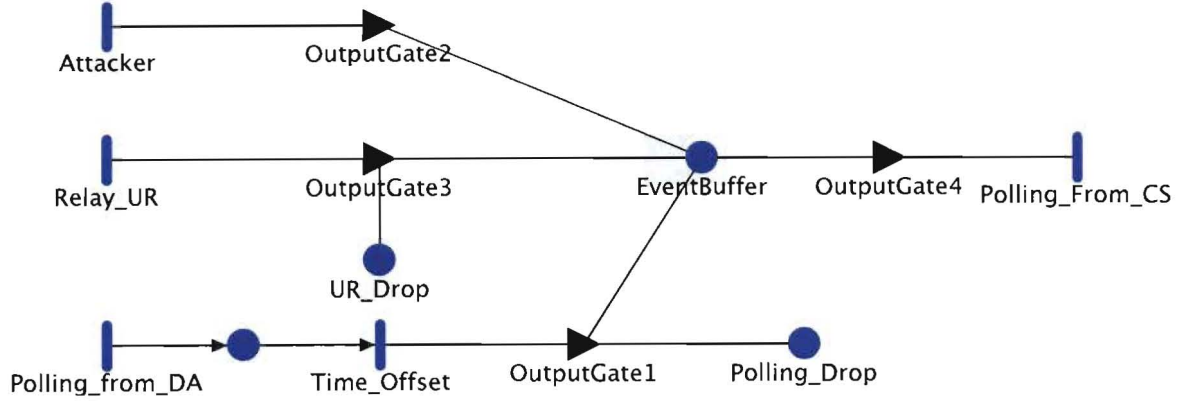 Attacker
OutputGate2
Relay_UR
OutputGate3
EventBuffer
OutputGate4
Polling_From_CS
UR_Drop
Polling_from_DA
Time_Offset
OutputGate1
Polling_Drop